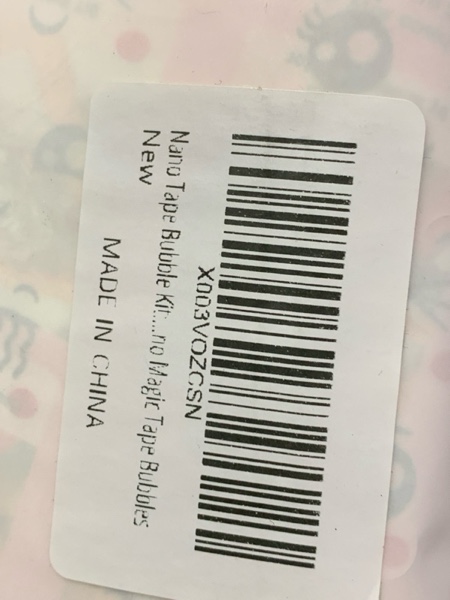 X003VOZCSN
Nano Tape Bubble Kit:...no Magic Tape Bubbles
New
MADE IN CHINA